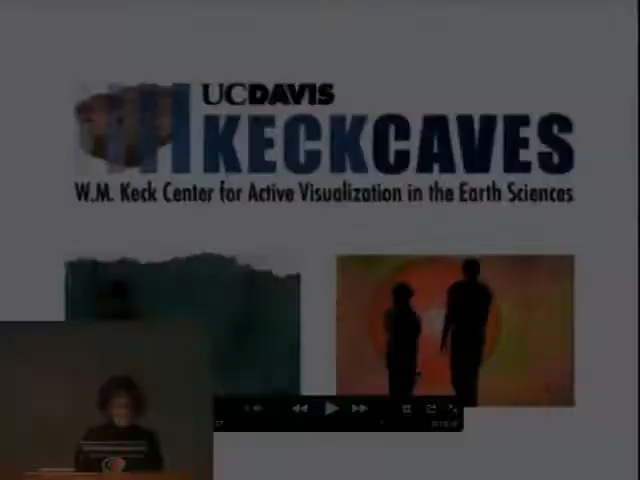 UCDAVIS
KECKCAVES
W.M. Keck Center for Active Visualization in the Earth Sciences